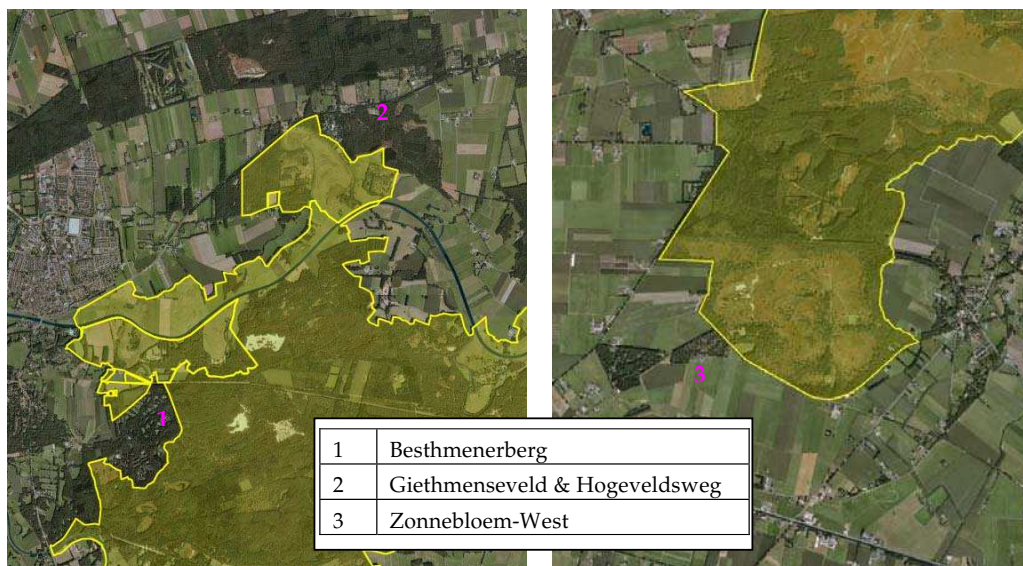 2
1
3
1 Besthmenerberg
2 Giethmenseveld & Hogeveldsweg
3 Zonnebloem-West